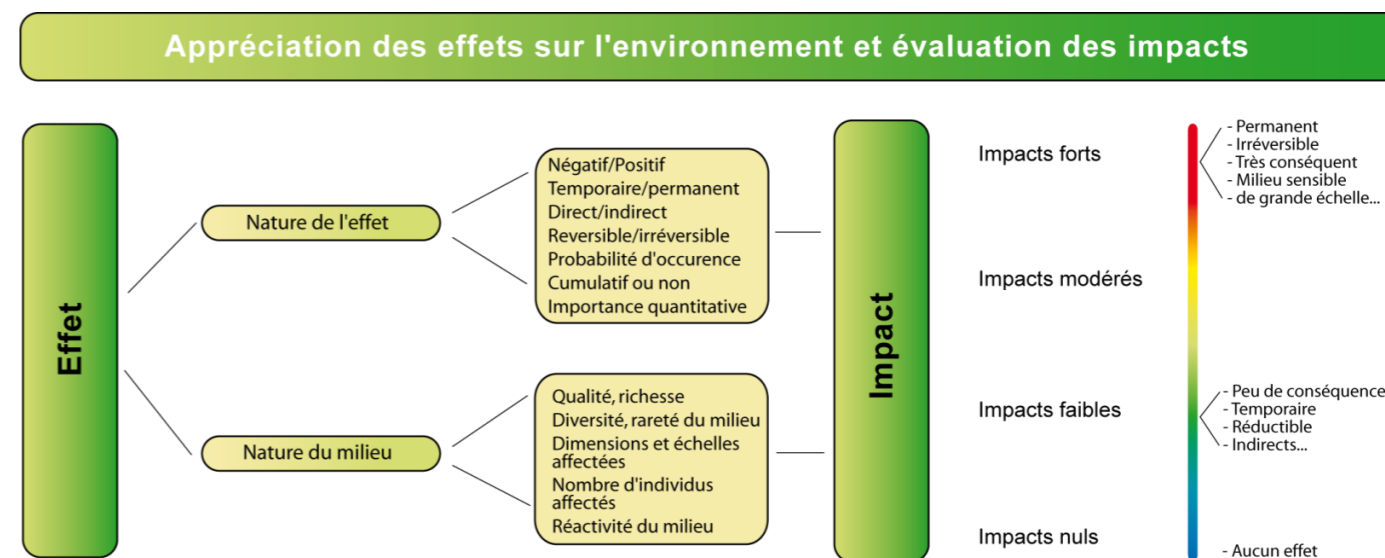 Appréciation des effets sur l'environnement et évaluation des impacts
Effet
Nature de l'effet
Négatif/Positif
Temporaire/permanent
Direct/indirect
Reversible/irréversible
Probabilité d'occurence
Cumulatif ou non
Importance quantitative
Nature du milieu
Qualité, richesse
Diversité, rareté du milieu
Dimensions et échelles
affectées
Nombre d'individus
affectés
Réactivité du milieu
Impact
Impacts forts
- Permanent
- Irréversible
- Très conséquent
- Milieu sensible
- de grande échelle...
Impacts modérés
Impacts faibles
- Peu de conséquence
- Temporaire
- Réductible
- Indirects...
Impacts nuls
- Aucun effet